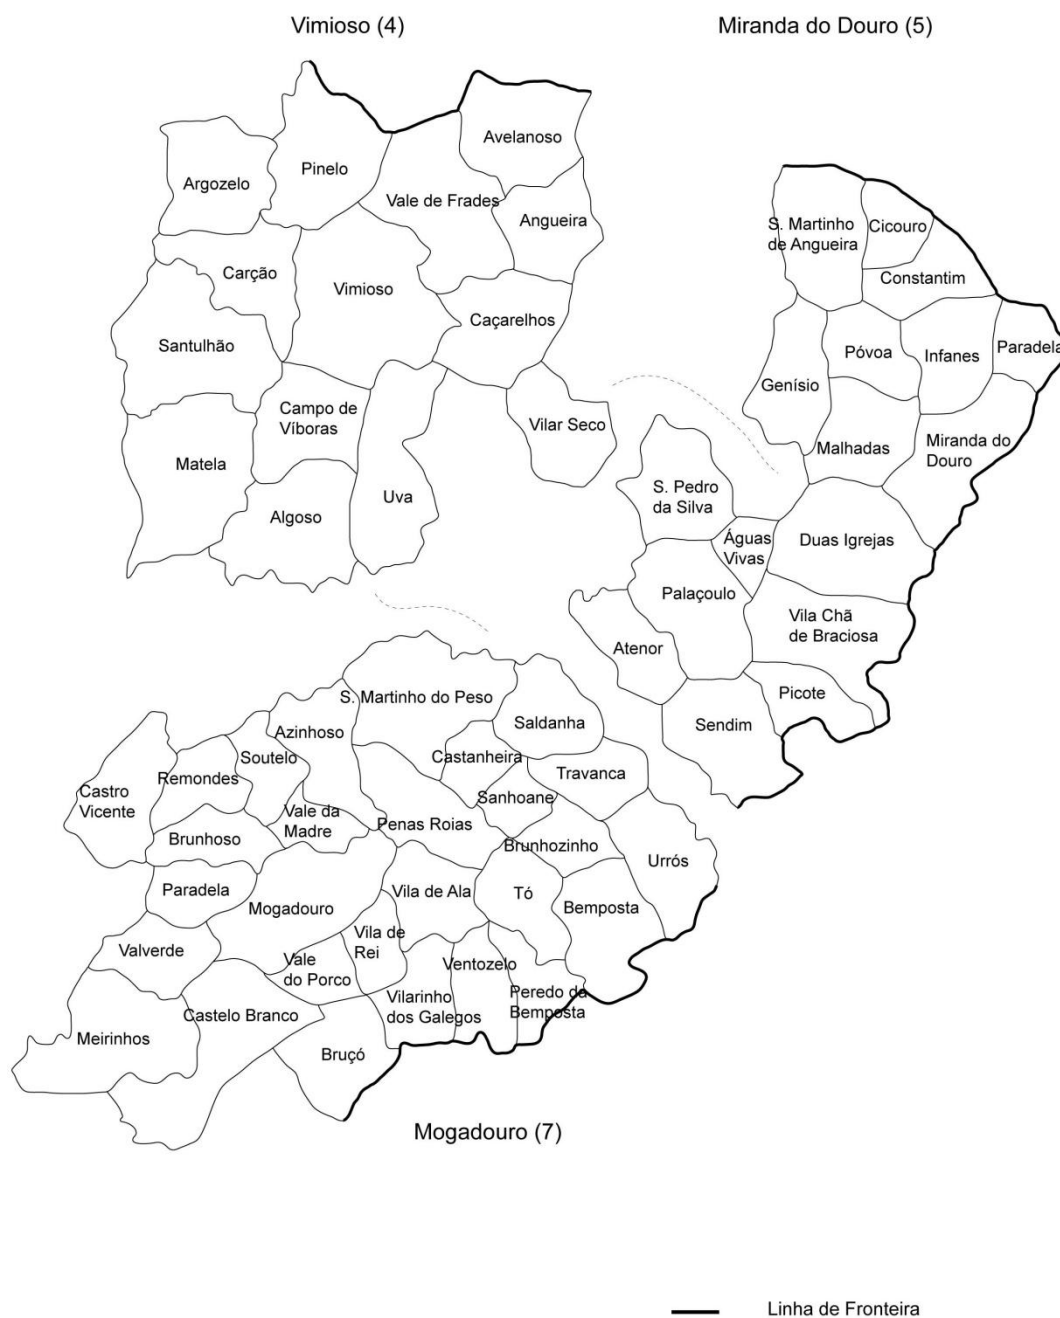 Vimioso (4)
Miranda do Douro (5)
Avelanoso
Pinelo
Argozelo
Vale de Frades
Angueira
Carção
Vimioso
Caçarelhos
Santulhão
Campo de
Víboras
Vilar Seco
Matela
Uva
Algoso
S. Martinho
de Angueira
Cicouro
Constantim
Póvoa
Infanes
Paradela
Genísio
Malhadas
Miranda do
Douro
S. Pedro
da Silva
Águas
Vivas
Duas Igrejas
Palaçoulo
Vila Chã
de Braciosa
Atenor
Picote
Sendim
S. Martinho do Peso
Saldanha
Azinhoso
Soutelo
Castanheira
Travanca
Remondes
Castro
Vicente
Sanhoane
Vale da
Madre
Penas Roias
Brunhoso
Brunhozinho
Urrós
Paradela
Vila de Ala
Tó
Mogadouro
Bemposta
Vila de
Rei
Valverde
Vale
do Porco
Ventozelo
Vilarinho
dos Galegos
Peredo da
Bemposta
Castelo Branco
Meirinhos
Bruçó
Mogadouro (7)
Linha de Fronteira